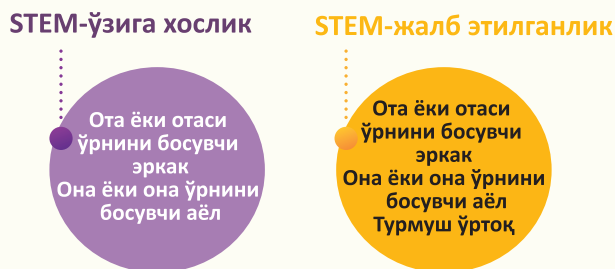 STEM-ўзига хослик
Ота ёки отаси
ўрнини босувчи
эркак
Она ёки она ўрнини
босувчи аёл
STEM-жалб этилганлик
Ота ёки отаси
ўрнини босувчи
эркак
Она ёки она ўрнини
босувчи аёл
Турмуш ўртоқ